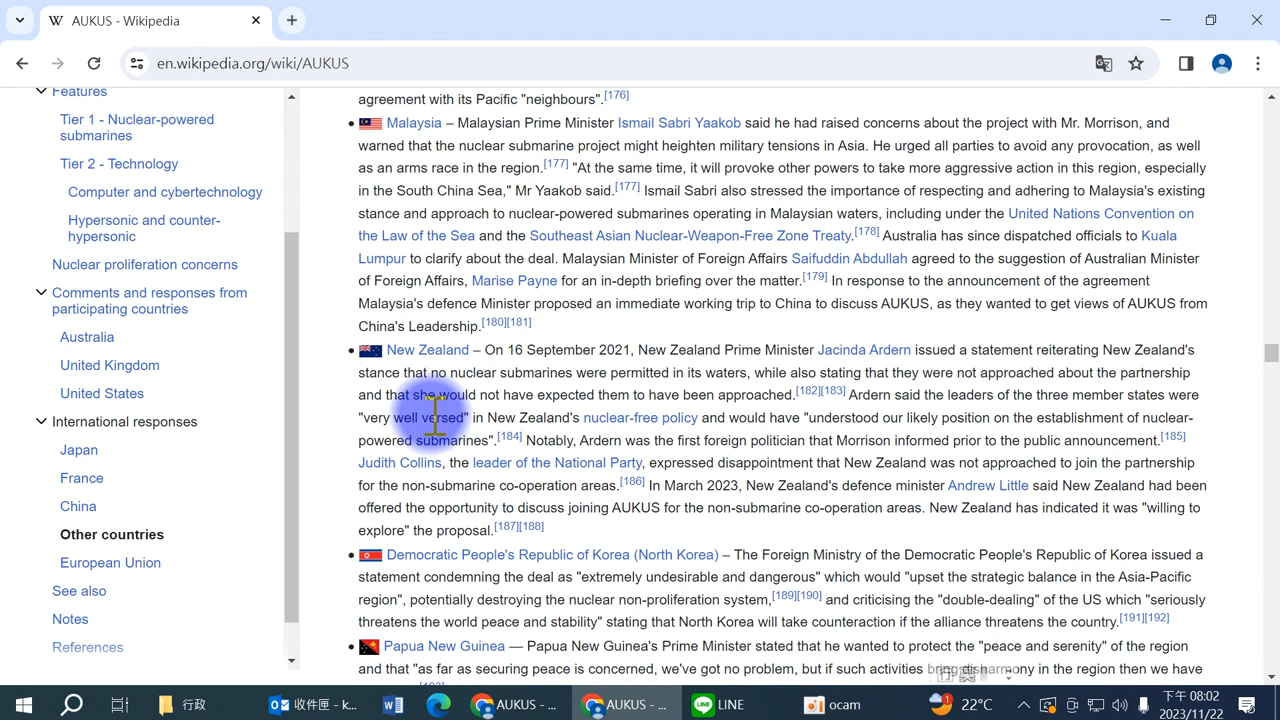 AUKUS - Wikipedia
en.wikipedia.org/wiki/AUKUS
Features
Tier 1 - Nuclear-powered
submarines
Tier 2 - Technology
Computer and cybertechnology
Hypersonic and counter-
hypersonic
Nuclear proliferation concerns
Comments and responses from
participating countries
Australia
United Kingdom
United States
International responses
Japan
France
China
Other countries
European Union
See also
Notes
References
agreement with its Pacific "neighbours".[176]
Malaysia – Malaysian Prime Minister Ismail Sabri Yaakob said he had raised concerns about the project with Mr. Morrison, and
warned that the nuclear submarine project might heighten military tensions in Asia. He urged all parties to avoid any provocation, as well
as an arms race in the region.[177] "At the same time, it will provoke other powers to take more aggressive action in this region, especially
in the South China Sea," Mr Yaakob said.[177] Ismail Sabri also stressed the importance of respecting and adhering to Malaysia's existing
stance and approach to nuclear-powered submarines operating in Malaysian waters, including under the United Nations Convention on
the Law of the Sea and the Southeast Asian Nuclear-Weapon-Free Zone Treaty.[178] Australia has since dispatched officials to Kuala
Lumpur to clarify about the deal. Malaysian Minister of Foreign Affairs Saifuddin Abdullah agreed to the suggestion of Australian Minister
of Foreign Affairs, Marise Payne for an in-depth briefing over the matter.[179] In response to the announcement of the agreement
Malaysia's defence Minister proposed an immediate working trip to China to discuss AUKUS, as they wanted to get views of AUKUS from
China's Leadership.[180][181]
New Zealand – On 16 September 2021, New Zealand Prime Minister Jacinda Ardern issued a statement reiterating New Zealand's
stance that no nuclear submarines were permitted in its waters, while also stating that they were not approached about the partnership
and that she would not have expected them to have been approached.[182][183] Ardern said the leaders of the three member states were
"very well versed" in New Zealand's nuclear-free policy and would have "understood our likely position on the establishment of nuclear-
powered submarines".[184] Notably, Ardern was the first foreign politician that Morrison informed prior to the public announcement.[185]
Judith Collins, the leader of the National Party, expressed disappointment that New Zealand was not approached to join the partnership
for the non-submarine co-operation areas.[186] In March 2023, New Zealand's defence minister Andrew Little said New Zealand had been
offered the opportunity to discuss joining AUKUS for the non-submarine co-operation areas. New Zealand has indicated it was "willing to
explore" the proposal.[187][188]
Democratic People's Republic of Korea (North Korea) – The Foreign Ministry of the Democratic People's Republic of Korea issued a
statement condemning the deal as "extremely undesirable and dangerous" which would "upset the strategic balance in the Asia-Pacific
region", potentially destroying the nuclear non-proliferation system,[189][190] and criticising the "double-dealing" of the US which "seriously
threatens the world peace and stability" stating that North Korea will take counteraction if the alliance threatens the country.[191][192]
Papua New Guinea — Papua New Guinea's Prime Minister stated that he wanted to protect the "peace and serenity" of the region
and that "as far as securing peace is concerned, we've got no problem, but if such activities bring disharmony in the region then we have
行政
收件匣 - k...
AUKUS - ...
AUKUS - ...
LINE
ocam
22°C
下午 08:02
2023/11/22